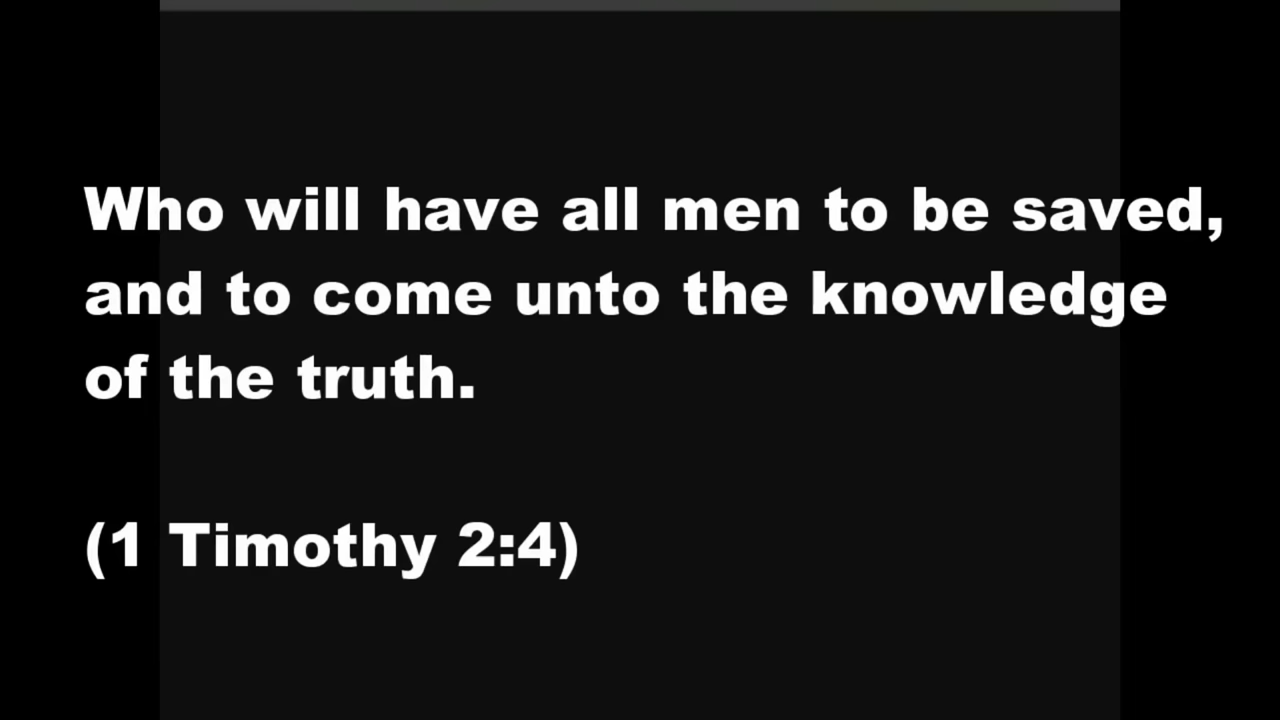 Who will have all men to be saved,
and to come unto the knowledge
of the truth.
(1 Timothy 2:4)